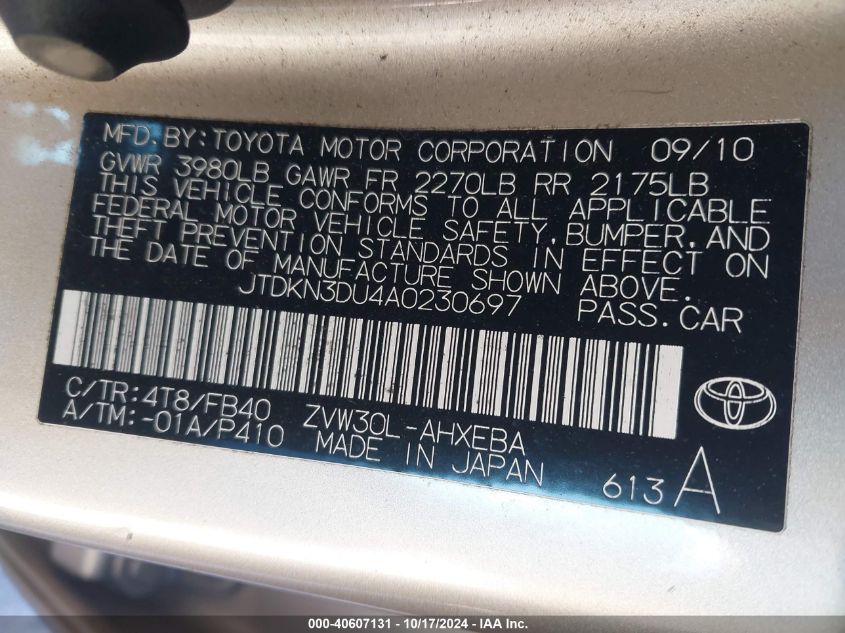 MFD. BY: TOYOTA MOTOR CORPORATION 09/10
GVWR 3980LB GAWR FR 2270LB RR 2175LB
THIS VEHICLE CONFORMS TO ALL APPLICABLE
FEDERAL MOTOR VEHICLE SAFETY, BUMPER, AND
THEFT PREVENTION STANDARDS IN EFFECT ON
THE DATE OF MANUFACTURE SHOWN ABOVE.
JTDKN3DU4A0230697 PASS. CAR
C/TR: 4T8/FB40 ZVW30L-AHXEBA
A/TM: -01A/P410 MADE IN JAPAN
613 A
000-40607131 - 10/17/2024 - IAA Inc.